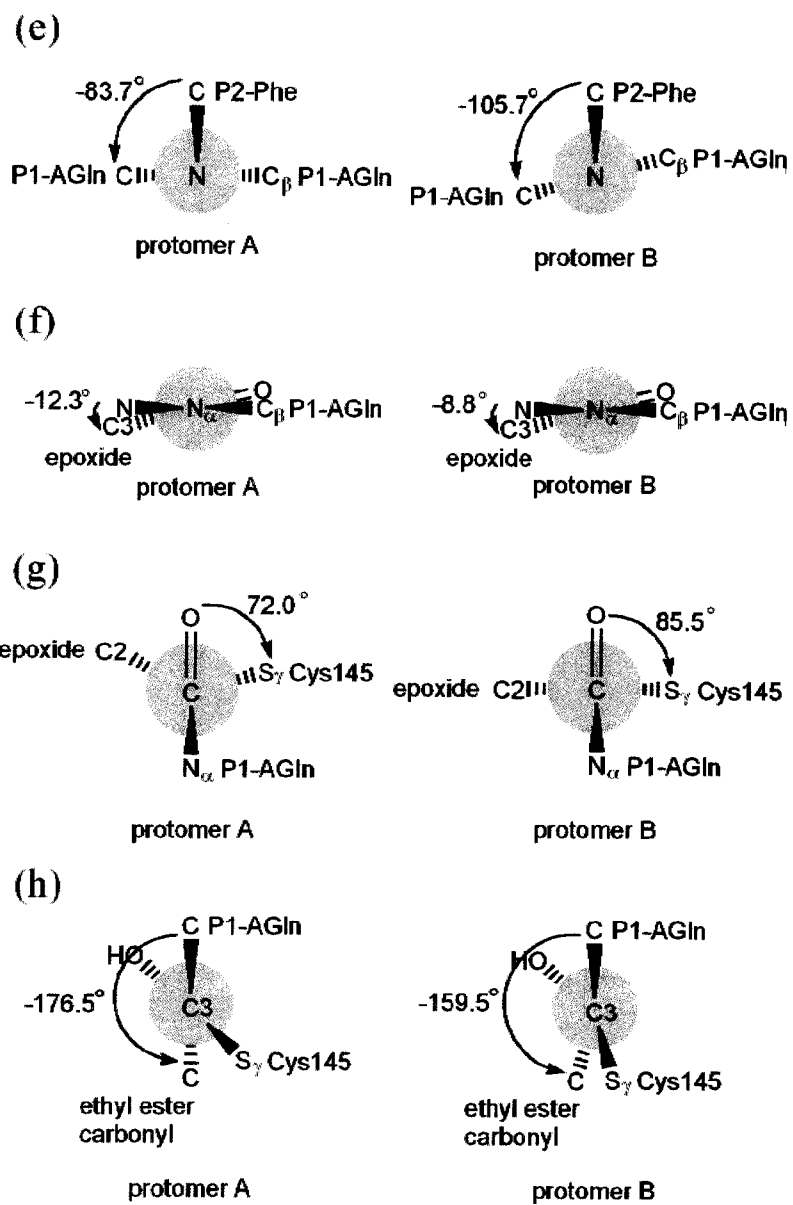 (e)
-83.7° C P2-Phe
P1-AGln C N Cβ P1-AGln
protomer A
-105.7° C P2-Phe
P1-AGln C N Cβ P1-AGln
protomer B
(f)
-12.3° N C3 Nα O Cβ P1-AGln
epoxide
protomer A
-8.8° N C3 Nα O Cβ P1-AGln
epoxide
protomer B
(g)
O 72.0°
epoxide C2 C Sγ Cys145
Nα P1-AGln
protomer A
O 85.5°
epoxide C2 C Sγ Cys145
Nα P1-AGln
protomer B
(h)
C P1-AGln
HO
-176.5° C3
C Sγ Cys145
ethyl ester
carbonyl
protomer A
C P1-AGln
HO
-159.5° C3
C Sγ Cys145
ethyl ester
carbonyl
protomer B